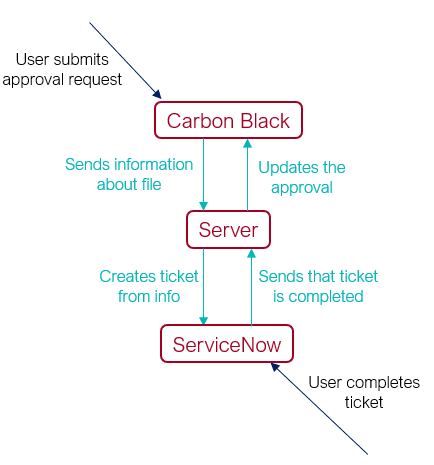 User submits
approval request
Carbon Black
Sends information
about file
Updates the
approval
Server
Creates ticket
from info
Sends that ticket
is completed
ServiceNow
User completes
ticket